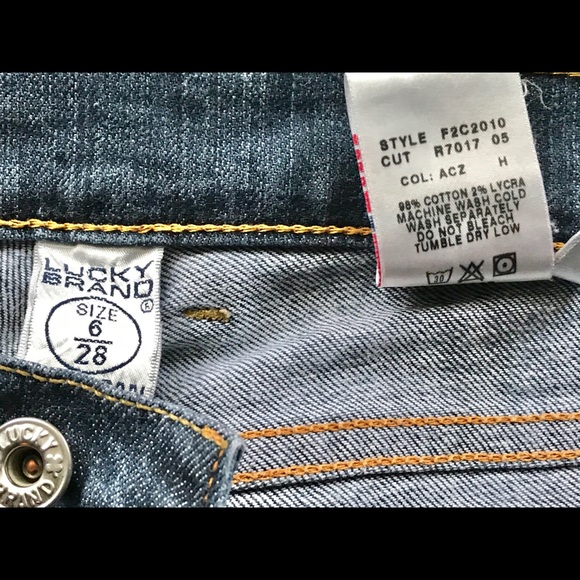 STYLE F2C2010
CUT R7017 05
COL: ACZ H
98% COTTON 2% LYCRA
MACHINE WASH COLD
WASH SEPARATELY
DO NOT BLEACH
TUMBLE DRY LOW
30
LUCKY
BRAND®
SIZE
6
28
LUCKY
BRAND